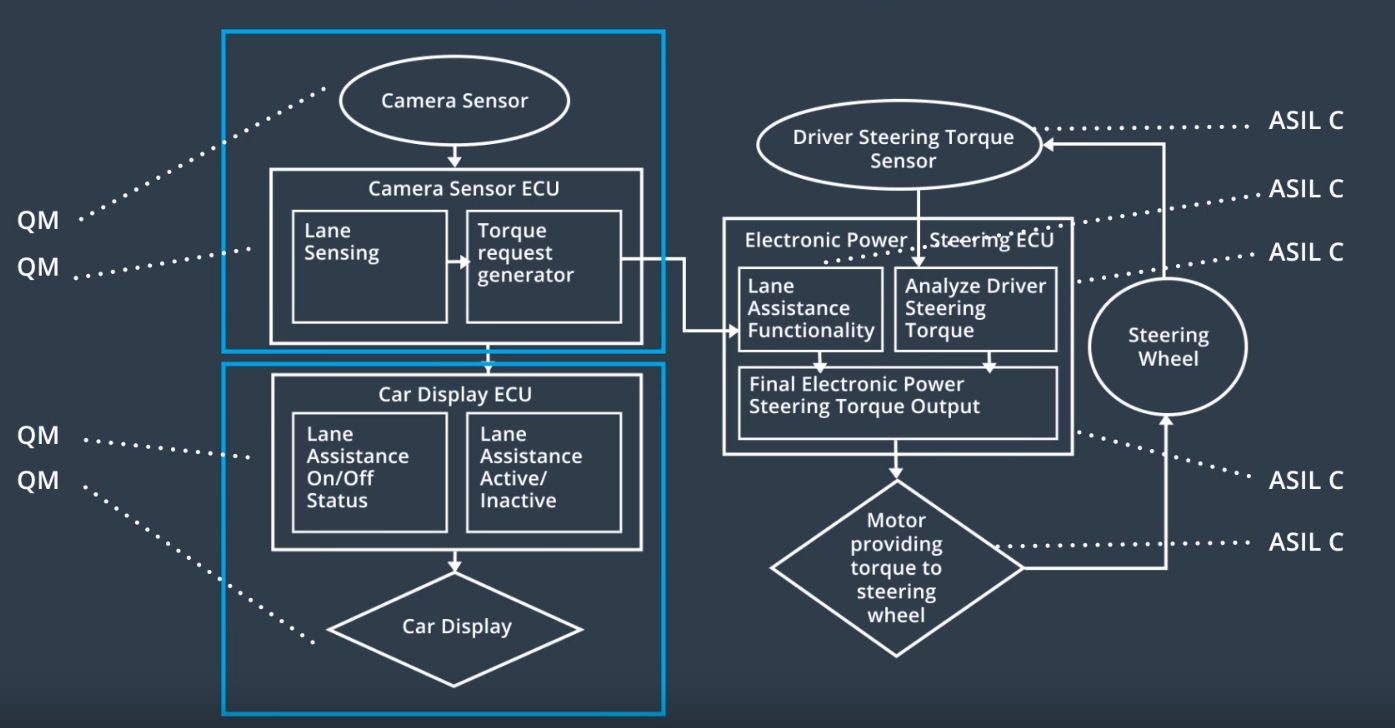 Camera Sensor
Camera Sensor ECU
Lane
Sensing
Torque
request
generator
QM
QM
Car Display ECU
Lane
Assistance
On/Off
Status
Lane
Assistance
Active/
Inactive
QM
QM
Car Display
Driver Steering Torque
Sensor
Electronic Power Steering ECU
Lane
Assistance
Functionality
Analyze Driver
Steering
Torque
Final Electronic Power
Steering Torque Output
Motor
providing
torque to
steering
wheel
Steering
Wheel
ASIL C
ASIL C
ASIL C
ASIL C
ASIL C